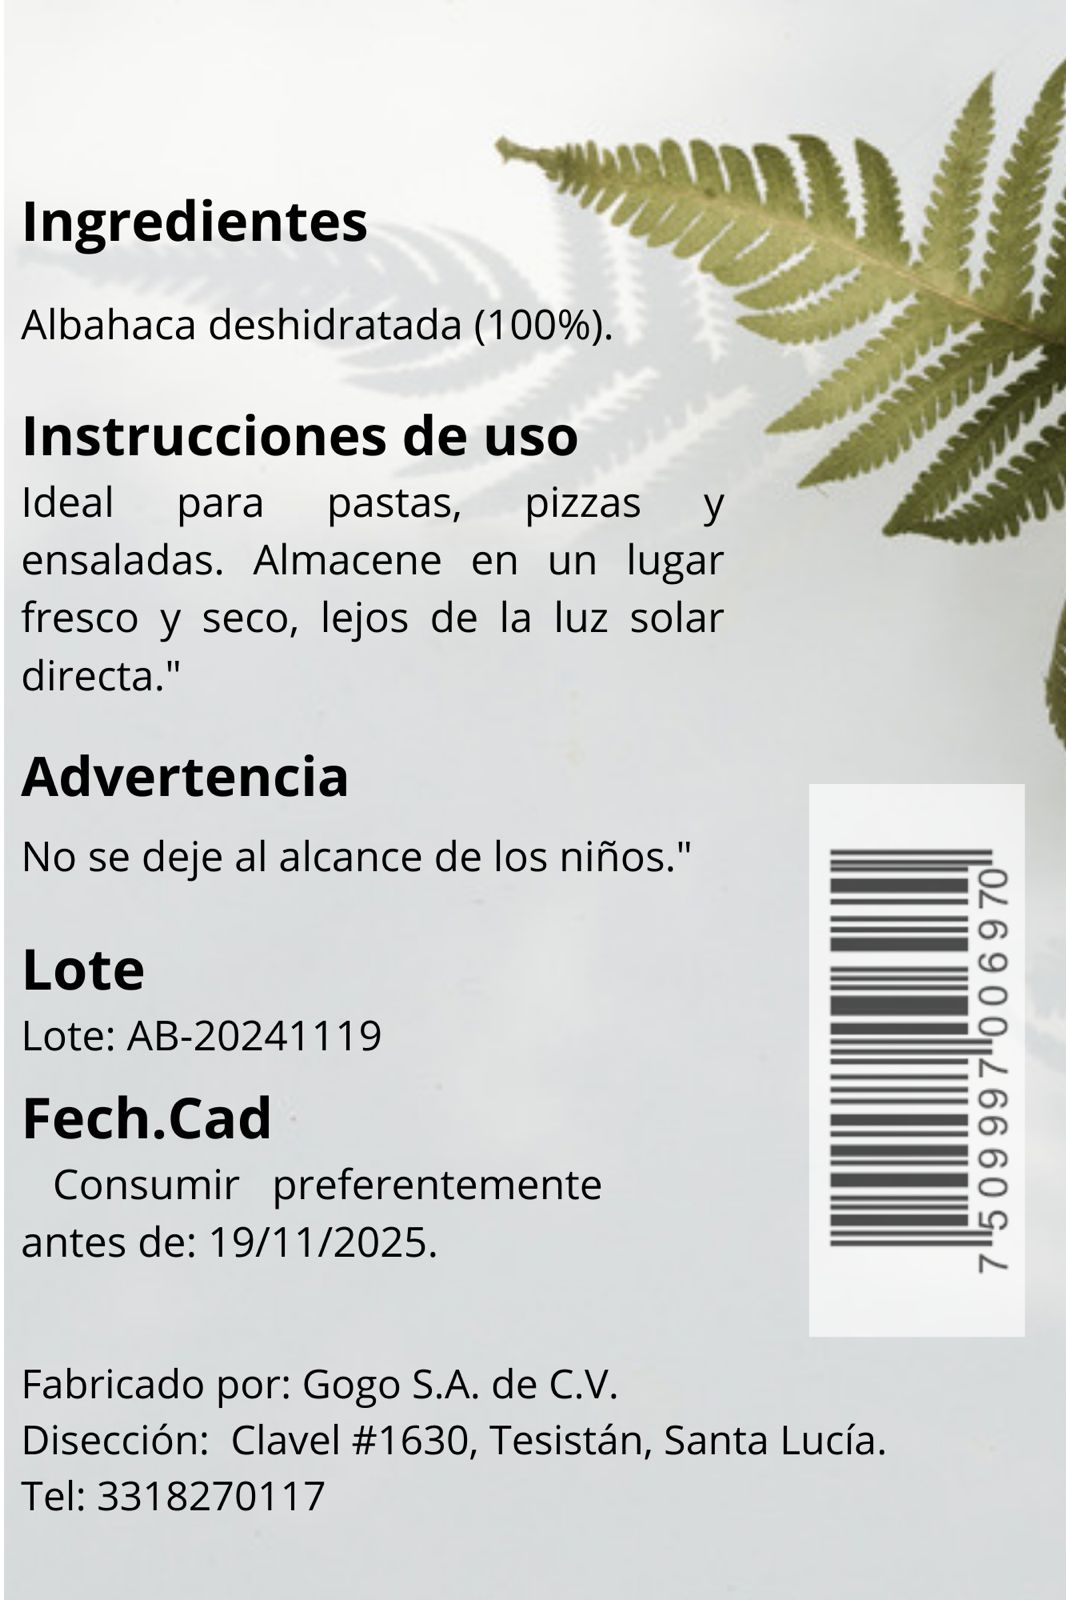 Ingredientes
Albahaca deshidratada (100%).
Instrucciones de uso
Ideal para pastas, pizzas y
ensaladas. Almacene en un lugar
fresco y seco, lejos de la luz solar
directa."
Advertencia
No se deje al alcance de los niños."
Lote
Lote: AB-20241119
Fech.Cad
Consumir preferentemente
antes de: 19/11/2025.
7509997009970
Fabricado por: Gogo S.A. de C.V.
Disección: Clavel #1630, Tesistán, Santa Lucía.
Tel: 3318270117